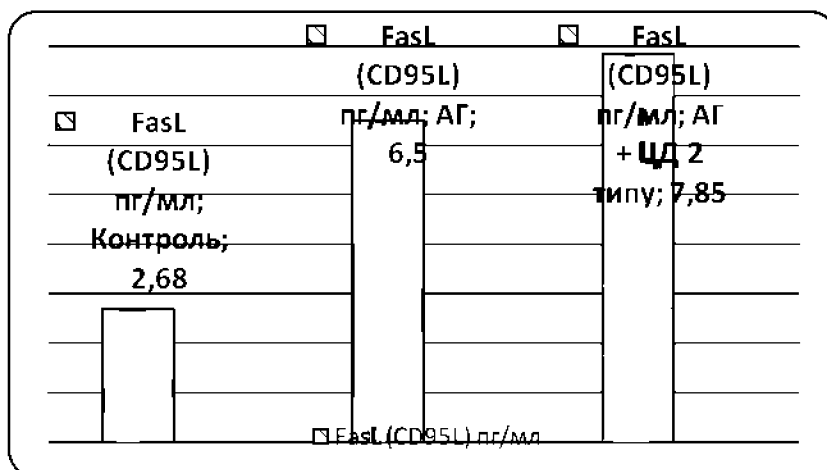 FasL
(CD95L)
пг/мл;
Контроль;
2,68
FasL
(CD95L)
пг/мл; АГ;
6,5
FasL
(CD95L)
пг/мл; АГ
+ ЦД 2
типу; 7,85
FasL (CD95L) пг/мл